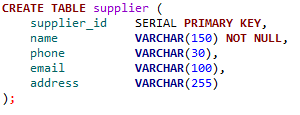 CREATE TABLE supplier (
    supplier_id    SERIAL PRIMARY KEY,
    name           VARCHAR(150) NOT NULL,
    phone          VARCHAR(30),
    email          VARCHAR(100),
    address        VARCHAR(255)
);